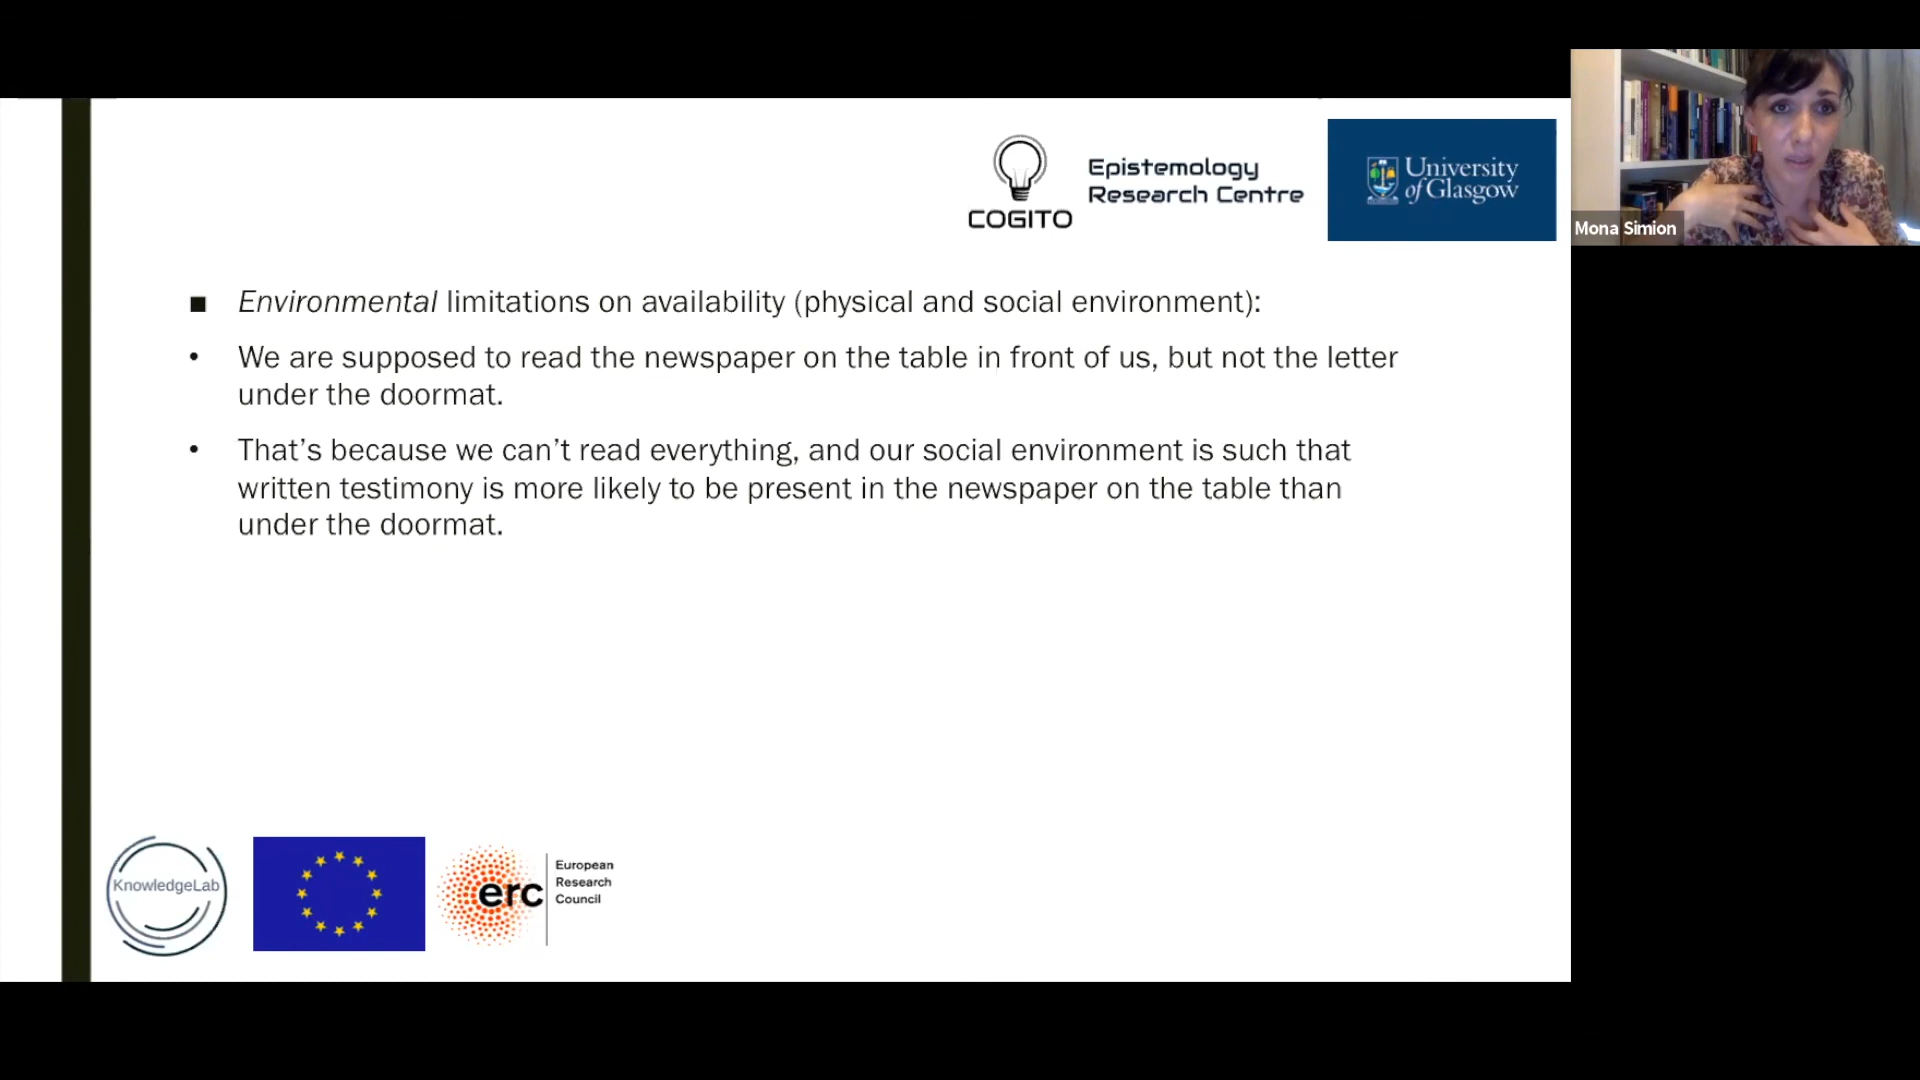 COGITO
Epistemology
Research Centre
University
of Glasgow
Mona Simion
■ Environmental limitations on availability (physical and social environment):
• We are supposed to read the newspaper on the table in front of us, but not the letter
under the doormat.
• That’s because we can’t read everything, and our social environment is such that
written testimony is more likely to be present in the newspaper on the table than
under the doormat.
KnowledgeLab
erc
European
Research
Council